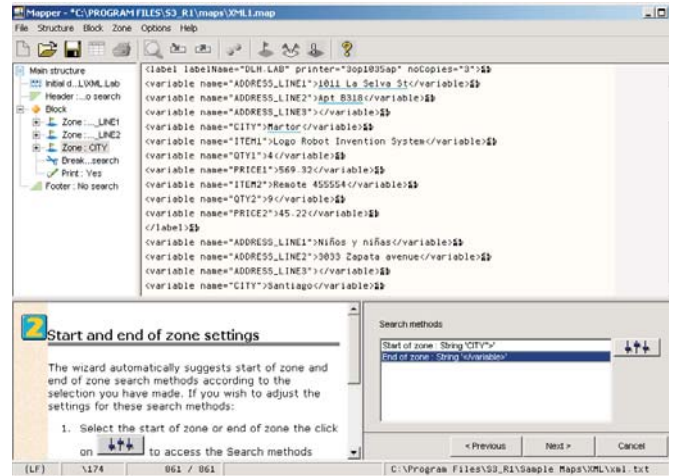 Mapper - *C:\PROGRAM FILES\S3_R1\maps\XML1.map
File Structure Block Zone Options Help
Main structure
Initial d...L\XML.Lab
Header :...o search
Block
Zone :..._LINE1
Zone :..._LINE2
Zone : CITY
Break...search
Print : Yes
Footer : No search
<label labelName="DLH.LAB" printer="3op1035ap" noCopies="3">
<variable name="ADDRESS_LINE1">1011 La Selva St</variable>
<variable name="ADDRESS_LINE2">Apt B318</variable>
<variable name="ADDRESS_LINE3"></variable>
<variable name="CITY">Martor</variable>
<variable name="ITEM1">Logo Robot Invention System</variable>
<variable name="QTY1">4</variable>
<variable name="PRICE1">569.32</variable>
<variable name="ITEM2">Remote 455554</variable>
<variable name="QTY2">9</variable>
<variable name="PRICE2">45.22</variable>
</label>
<variable name="ADDRESS_LINE1">Niños y niñas</variable>
<variable name="ADDRESS_LINE2">3033 Zapata avenue</variable>
<variable name="ADDRESS_LINE3"></variable>
<variable name="CITY">Santiago</variable>
2
Start and end of zone settings
The wizard automatically suggests start of zone and
end of zone search methods according to the
selection you have made. If you wish to adjust the
settings for these search methods:
1. Select the start of zone or end of zone the click
on to access the Search methods
Search methods
Start of zone : String 'CITY">'
End of zone : String '</variable>'
< Previous
Next >
Cancel
(LF) \174 061 / 061 C:\Program Files\S3_R1\Sample Maps\XML\xml.txt